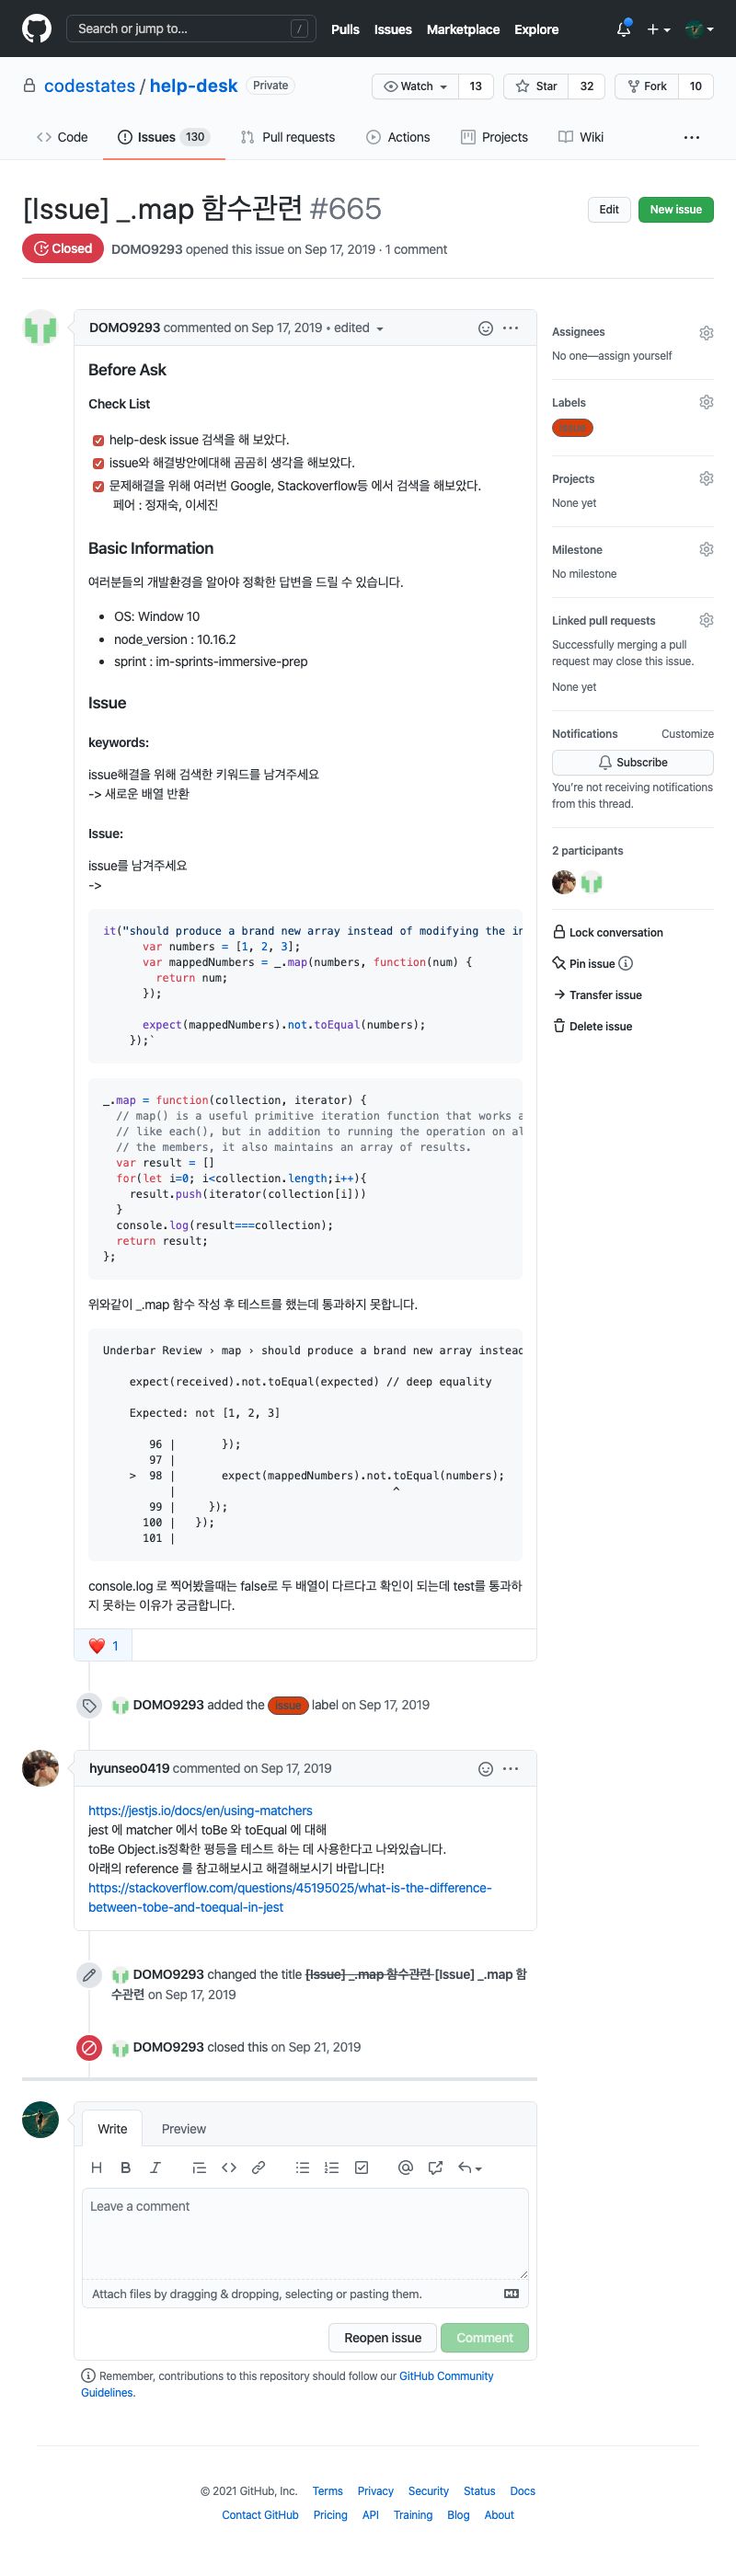 Search or jump to...
/
Pulls Issues Marketplace Explore
codestates / help-desk Private
Watch 13 Star 32 Fork 10
Code Issues 130 Pull requests Actions Projects Wiki
[Issue] _.map 함수관련 #665
Edit New issue
Closed DOMO9293 opened this issue on Sep 17, 2019 · 1 comment
DOMO9293 commented on Sep 17, 2019 • edited
Before Ask
Check List
help-desk issue 검색을 해 보았다.
issue와 해결방안에대해 곰곰히 생각을 해보았다.
문제해결을 위해 여러번 Google, Stackoverflow등 에서 검색을 해보았다.
페어 : 정재숙, 이세진
Basic Information
여러분들의 개발환경을 알아야 정확한 답변을 드릴 수 있습니다.
OS: Window 10
node_version : 10.16.2
sprint : im-sprints-immersive-prep
Issue
keywords:
issue해결을 위해 검색한 키워드를 남겨주세요
-> 새로운 배열 반환
Issue:
issue를 남겨주세요
->
it("should produce a brand new array instead of modifying the in
var numbers = [1, 2, 3];
var mappedNumbers = _.map(numbers, function(num) {
return num;
});
expect(mappedNumbers).not.toEqual(numbers);
});`
_.map = function(collection, iterator) {
// map() is a useful primitive iteration function that works a
// like each(), but in addition to running the operation on al
// the members, it also maintains an array of results.
var result = []
for(let i=0; i<collection.length;i++){
result.push(iterator(collection[i]))
}
console.log(result===collection);
return result;
};
위와같이 _.map 함수 작성 후 테스트를 했는데 통과하지 못합니다.
Underbar Review › map › should produce a brand new array instead
expect(received).not.toEqual(expected) // deep equality
Expected: not [1, 2, 3]
96 | });
97 |
> 98 | expect(mappedNumbers).not.toEqual(numbers);
| ^
99 | });
100 | });
101 |
console.log 로 찍어봤을때는 false로 두 배열이 다르다고 확인이 되는데 test를 통과하
지 못하는 이유가 궁금합니다.
❤️ 1
DOMO9293 added the issue label on Sep 17, 2019
hyunseo0419 commented on Sep 17, 2019
https://jestjs.io/docs/en/using-matchers
jest 에 matcher 에서 toBe 와 toEqual 에 대해
toBe Object.is정확한 평등을 테스트 하는 데 사용한다고 나와있습니다.
아래의 reference 를 참고해보시고 해결해보시기 바랍니다!
https://stackoverflow.com/questions/45195025/what-is-the-difference-
between-tobe-and-toequal-in-jest
DOMO9293 changed the title [Issue] _.map 함수관련 [Issue] _.map 함
수관련 on Sep 17, 2019
DOMO9293 closed this on Sep 21, 2019
Write Preview
Leave a comment
Attach files by dragging & dropping, selecting or pasting them.
Reopen issue Comment
Remember, contributions to this repository should follow our GitHub Community
Guidelines.
Assignees
No one—assign yourself
Labels
issue
Projects
None yet
Milestone
No milestone
Linked pull requests
Successfully merging a pull
request may close this issue.
None yet
Notifications Customize
Subscribe
You're not receiving notifications
from this thread.
2 participants
Lock conversation
Pin issue
Transfer issue
Delete issue
© 2021 GitHub, Inc. Terms Privacy Security Status Docs
Contact GitHub Pricing API Training Blog About